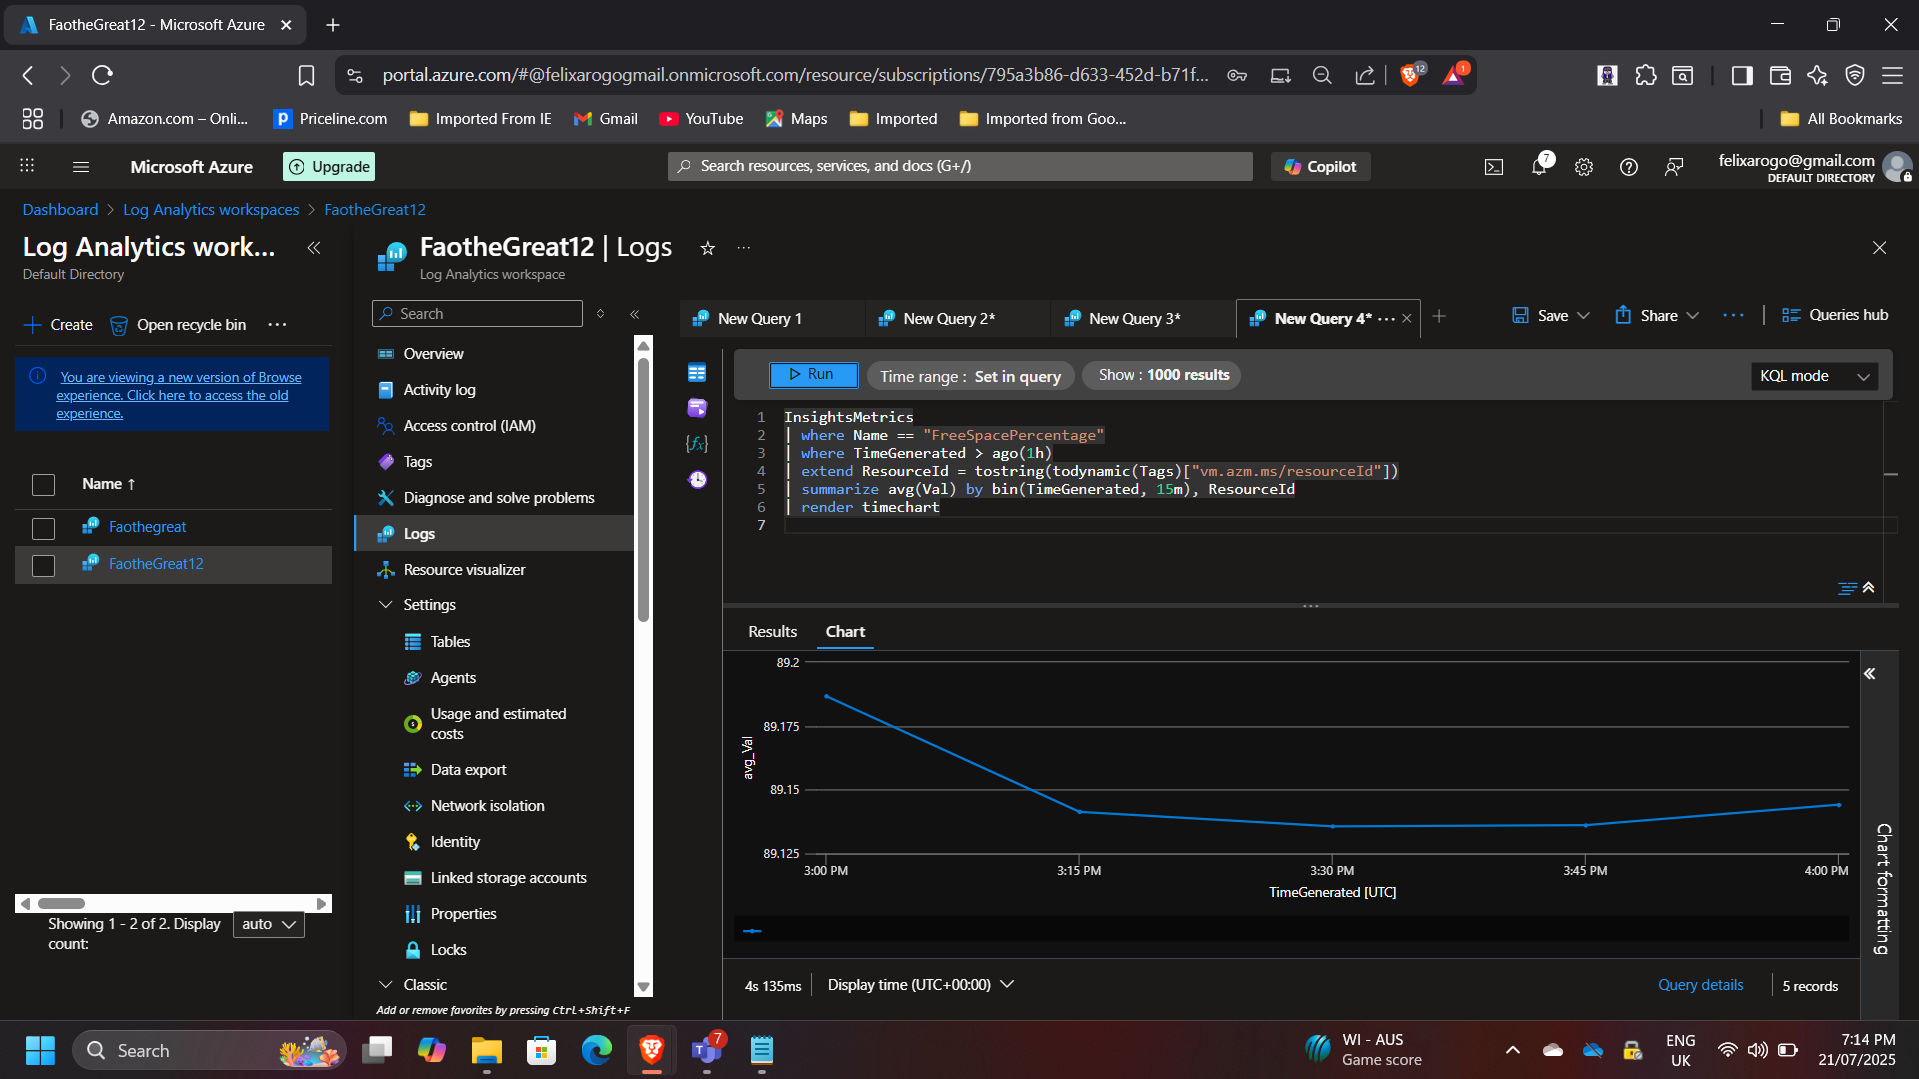 FaotheGreat12 - Microsoft Azure
portal.azure.com/#@felixarogogmail.onmicrosoft.com/resource/subscriptions/795a3b86-d633-452d-b71f...
12
1
Amazon.com – Onli...
Priceline.com
Imported From IE
Gmail
YouTube
Maps
Imported
Imported from Goo...
All Bookmarks
Microsoft Azure
Upgrade
Search resources, services, and docs (G+/)
Copilot
7
felixarogo@gmail.com
DEFAULT DIRECTORY
Dashboard > Log Analytics workspaces > FaotheGreat12
Log Analytics work...
Default Directory
Create
Open recycle bin
You are viewing a new version of Browse
experience. Click here to access the old
experience.
Name ↑
Faothegreat
FaotheGreat12
Showing 1 - 2 of 2. Display
count:
auto
FaotheGreat12 | Logs
Log Analytics workspace
Search
Overview
Activity log
Access control (IAM)
Tags
Diagnose and solve problems
Logs
Resource visualizer
Settings
Tables
Agents
Usage and estimated
costs
Data export
Network isolation
Identity
Linked storage accounts
Properties
Locks
Classic
Add or remove favorites by pressing Ctrl+Shift+F
New Query 1
New Query 2*
New Query 3*
New Query 4*
Save
Share
Queries hub
Run
Time range : Set in query
Show : 1000 results
KQL mode
1 InsightsMetrics
2 | where Name == "FreeSpacePercentage"
3 | where TimeGenerated > ago(1h)
4 | extend ResourceId = tostring(todynamic(Tags)["vm.azm.ms/resourceId"])
5 | summarize avg(Val) by bin(TimeGenerated, 15m), ResourceId
6 | render timechart
7
Results
Chart
89.2
89.175
89.15
89.125
avg_Val
3:00 PM
3:15 PM
3:30 PM
3:45 PM
4:00 PM
TimeGenerated [UTC]
Chart formatting
4s 135ms
Display time (UTC+00:00)
Query details
5 records
Search
7
WI - AUS
Game score
ENG
UK
7:14 PM
21/07/2025